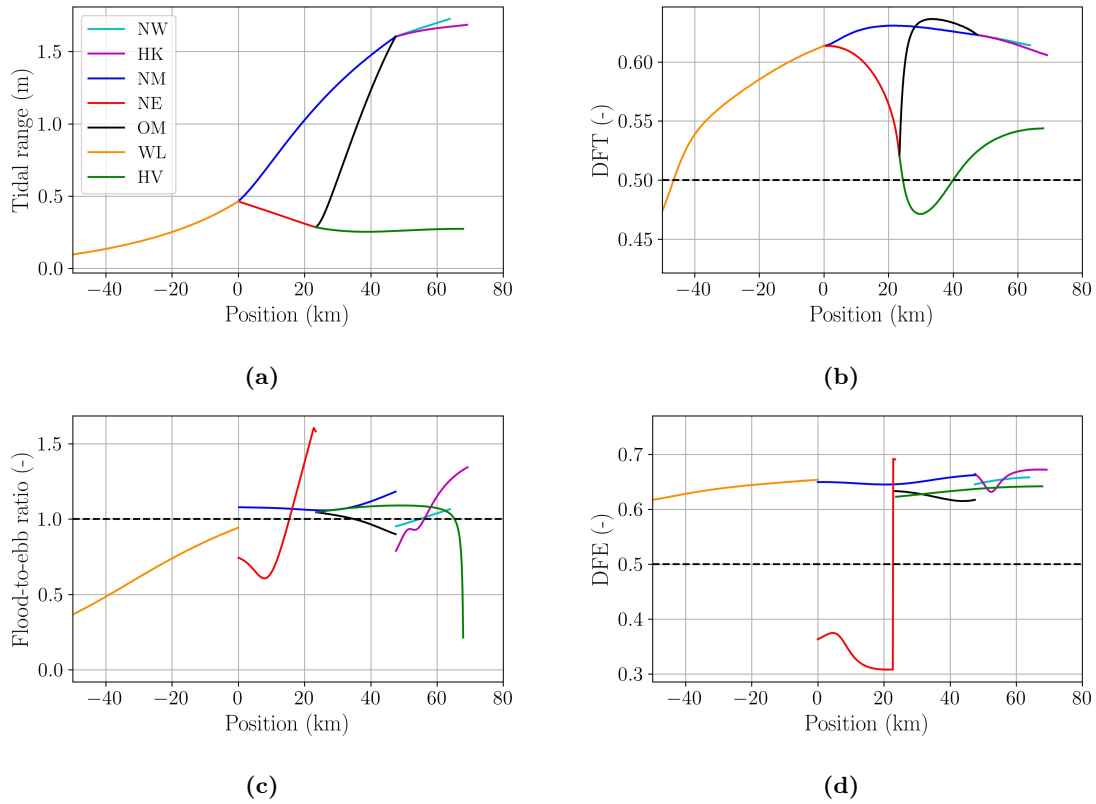 Tidal range (m)
1.5
1.0
0.5
0.0
NW
HK
NM
NE
OM
WL
HV
−40 −20 0 20 40 60 80
Position (km)
(a)
DFT (-)
0.60
0.55
0.50
0.45
−40 −20 0 20 40 60 80
Position (km)
(b)
Flood-to-ebb ratio (-)
1.5
1.0
0.5
0.0
−40 −20 0 20 40 60 80
Position (km)
(c)
DFE (-)
0.7
0.6
0.5
0.4
0.3
−40 −20 0 20 40 60 80
Position (km)
(d)